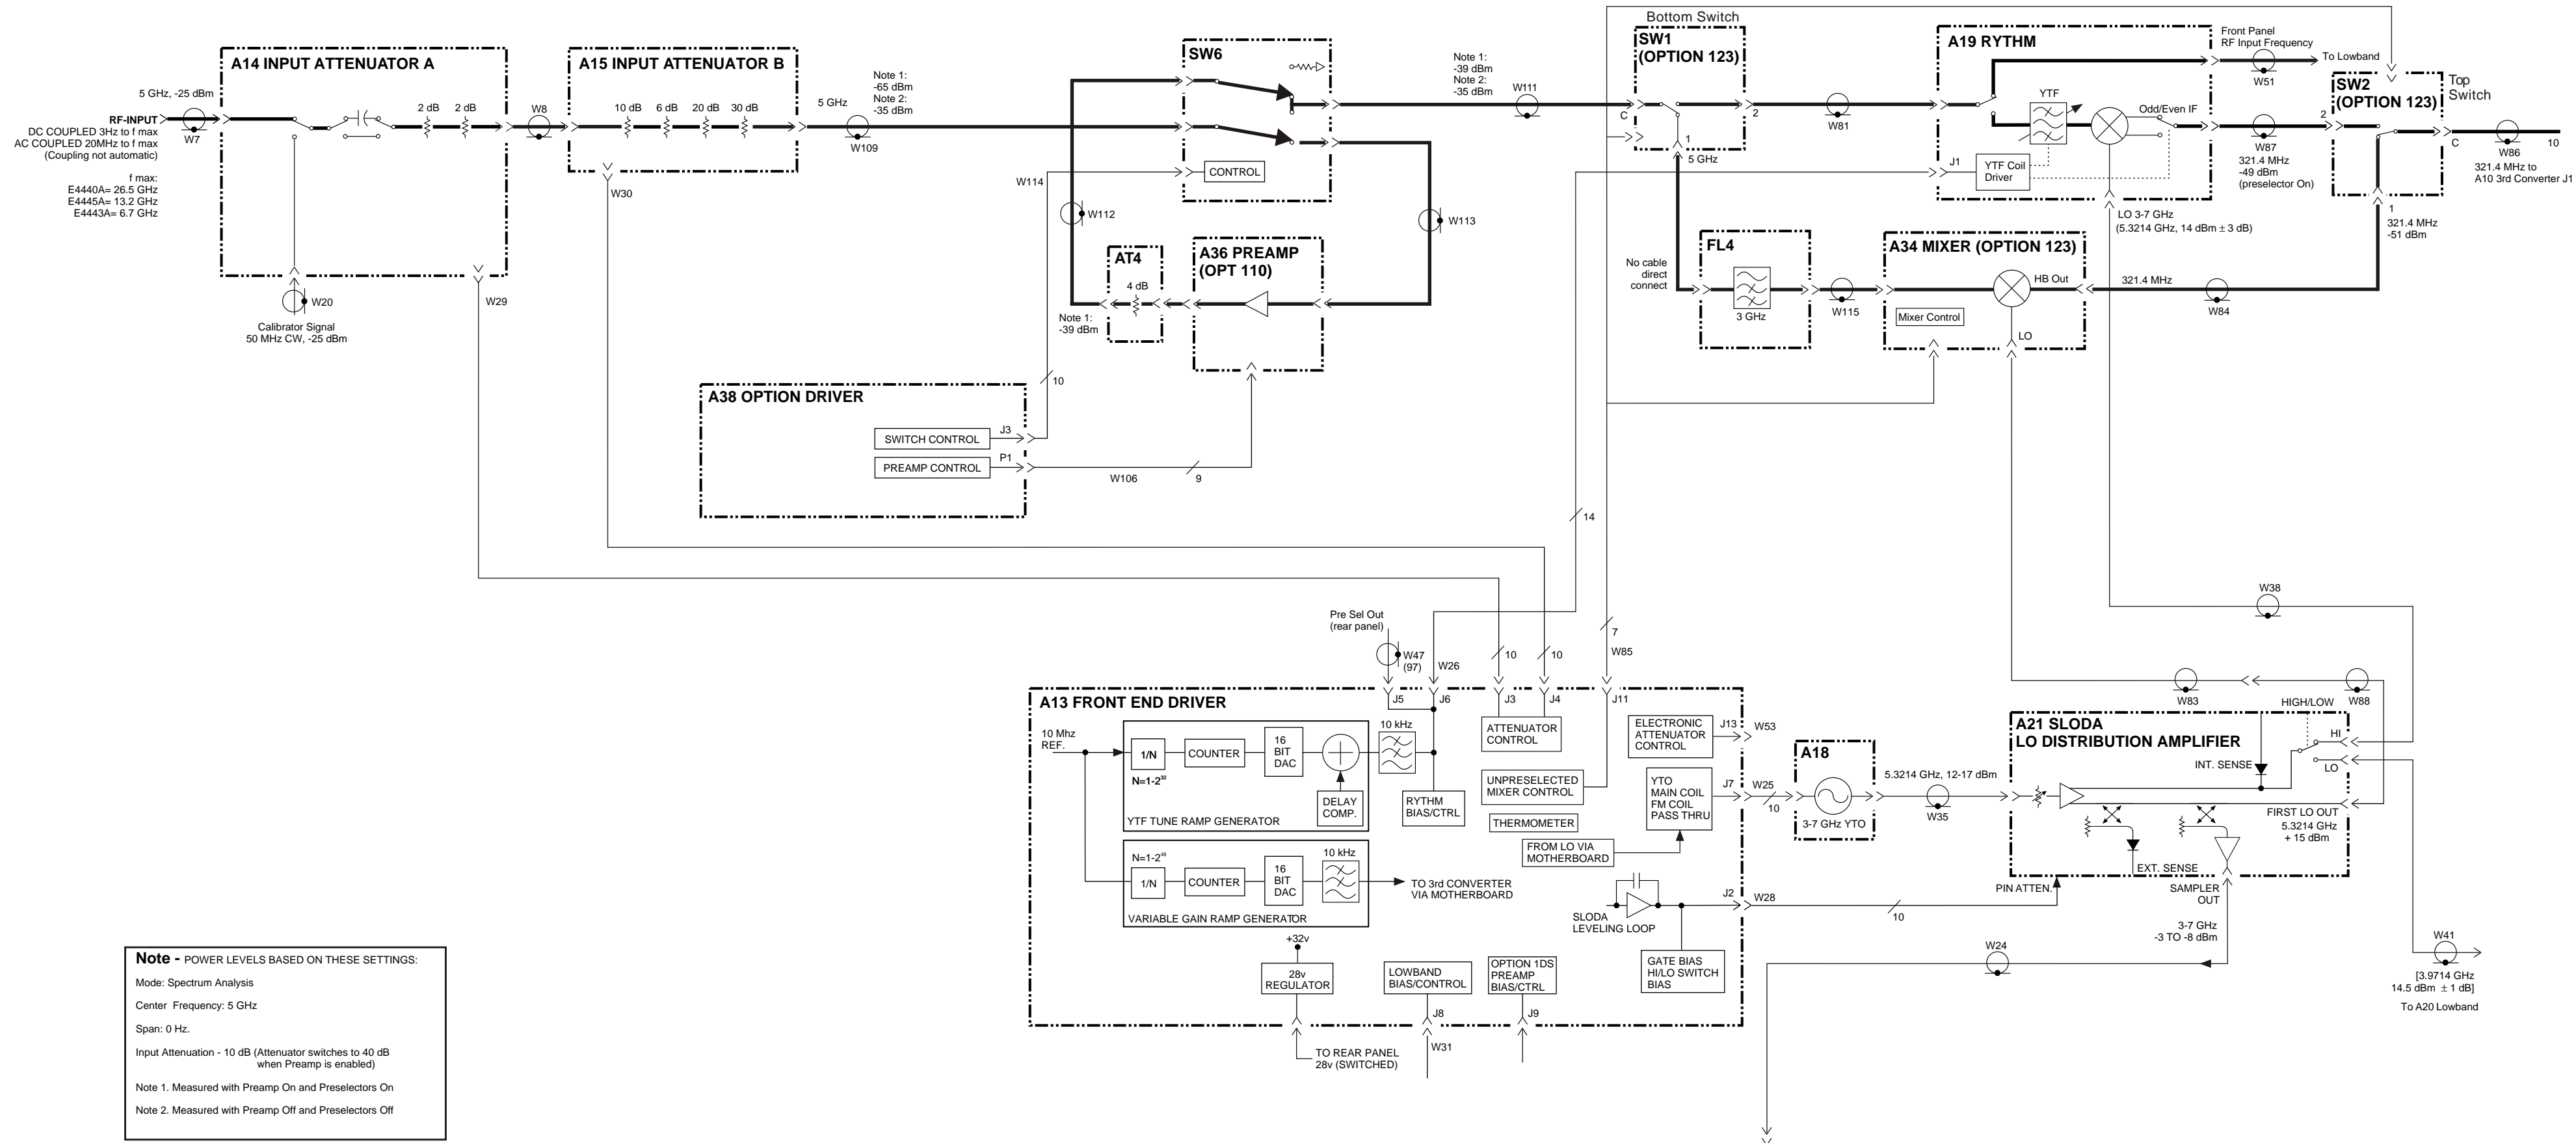 Bottom Switch
A14 INPUT ATTENUATOR A
5 GHz, -25 dBm
RF-INPUT
DC COUPLED 3Hz to f max
AC COUPLED 20MHz to f max
(Coupling not automatic)
f max:
E4440A= 26.5 GHz
E4445A= 13.2 GHz
E4443A= 6.7 GHz
W7
2 dB
2 dB
W8
W20
Calibrator Signal
50 MHz CW, -25 dBm
W29
A15 INPUT ATTENUATOR B
10 dB
6 dB
20 dB
30 dB
W30
5 GHz
Note 1:
-65 dBm
Note 2:
-35 dBm
W109
SW6
CONTROL
W114
W112
W113
AT4
4 dB
Note 1:
-39 dBm
A36 PREAMP
(OPT 110)
10
A38 OPTION DRIVER
SWITCH CONTROL
J3
PREAMP CONTROL
P1
W106
9
Note 1:
-39 dBm
Note 2:
-35 dBm
W111
SW1
(OPTION 123)
C
1
2
5 GHz
W81
A19 RYTHM
YTF
Odd/Even IF
J1
YTF Coil
Driver
Front Panel
RF Input Frequency
To Lowband
W51
W87
321.4 MHz
-49 dBm
(preselector On)
LO 3-7 GHz
(5.3214 GHz, 14 dBm ± 3 dB)
SW2
(OPTION 123)
Top
Switch
2
C
1
321.4 MHz
-51 dBm
W86
10
321.4 MHz to
A10 3rd Converter J1
No cable
direct
connect
FL4
3 GHz
W115
A34 MIXER (OPTION 123)
HB Out
Mixer Control
LO
321.4 MHz
W84
14
W38
Pre Sel Out
(rear panel)
W47
(97)
W26
10
10
7
W85
A13 FRONT END DRIVER
J5
J6
J3
J4
J11
10 Mhz
REF.
1/N
COUNTER
16
BIT
DAC
N=1-2³²
DELAY
COMP.
YTF TUNE RAMP GENERATOR
10 kHz
RYTHM
BIAS/CTRL
ATTENUATOR
CONTROL
UNPRESELECTED
MIXER CONTROL
THERMOMETER
FROM LO VIA
MOTHERBOARD
ELECTRONIC
ATTENUATOR
CONTROL
J13
W53
YTO
MAIN COIL
FM COIL
PASS THRU
J7
W25
10
N=1-2⁴⁸
1/N
COUNTER
16
BIT
DAC
10 kHz
VARIABLE GAIN RAMP GENERATOR
TO 3rd CONVERTER
VIA MOTHERBOARD
SLODA
LEVELING LOOP
J2
W28
10
GATE BIAS
HI/LO SWITCH
BIAS
+32v
28v
REGULATOR
LOWBAND
BIAS/CONTROL
OPTION 1DS
PREAMP
BIAS/CTRL
J8
J9
W31
TO REAR PANEL
28v (SWITCHED)
A18
3-7 GHz YTO
5.3214 GHz, 12-17 dBm
W35
W83
W88
HIGH/LOW
A21 SLODA
LO DISTRIBUTION AMPLIFIER
HI
INT. SENSE
LO
FIRST LO OUT
5.3214 GHz
+ 15 dBm
EXT. SENSE
PIN ATTEN.
SAMPLER
OUT
3-7 GHz
-3 TO -8 dBm
W24
W41
[3.9714 GHz
14.5 dBm ± 1 dB]
To A20 Lowband
Note - POWER LEVELS BASED ON THESE SETTINGS:
Mode: Spectrum Analysis
Center Frequency: 5 GHz
Span: 0 Hz.
Input Attenuation - 10 dB (Attenuator switches to 40 dB
when Preamp is enabled)
Note 1. Measured with Preamp On and Preselectors On
Note 2. Measured with Preamp Off and Preselectors Off